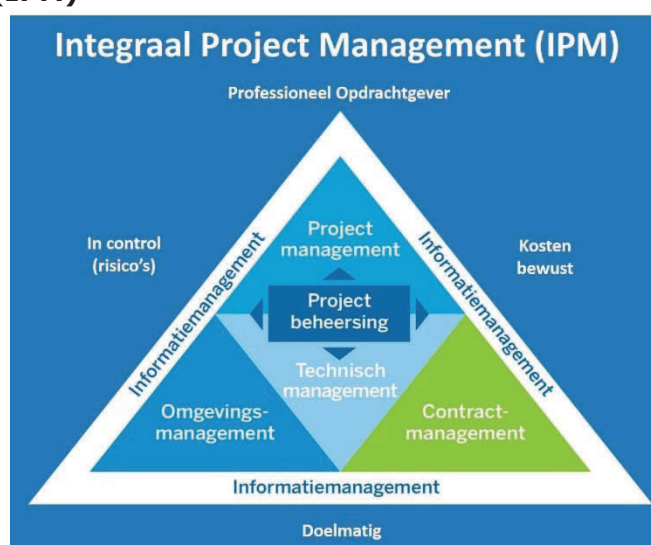 Integraal Project Management (IPM)
Professioneel Opdrachtgever
In control
(risico's)
Kosten
bewust
Informatiemanagement
Informatiemanagement
Project
management
Project
beheersing
Technisch
management
Omgevings-
management
Contract-
management
Informatiemanagement
Doelmatig